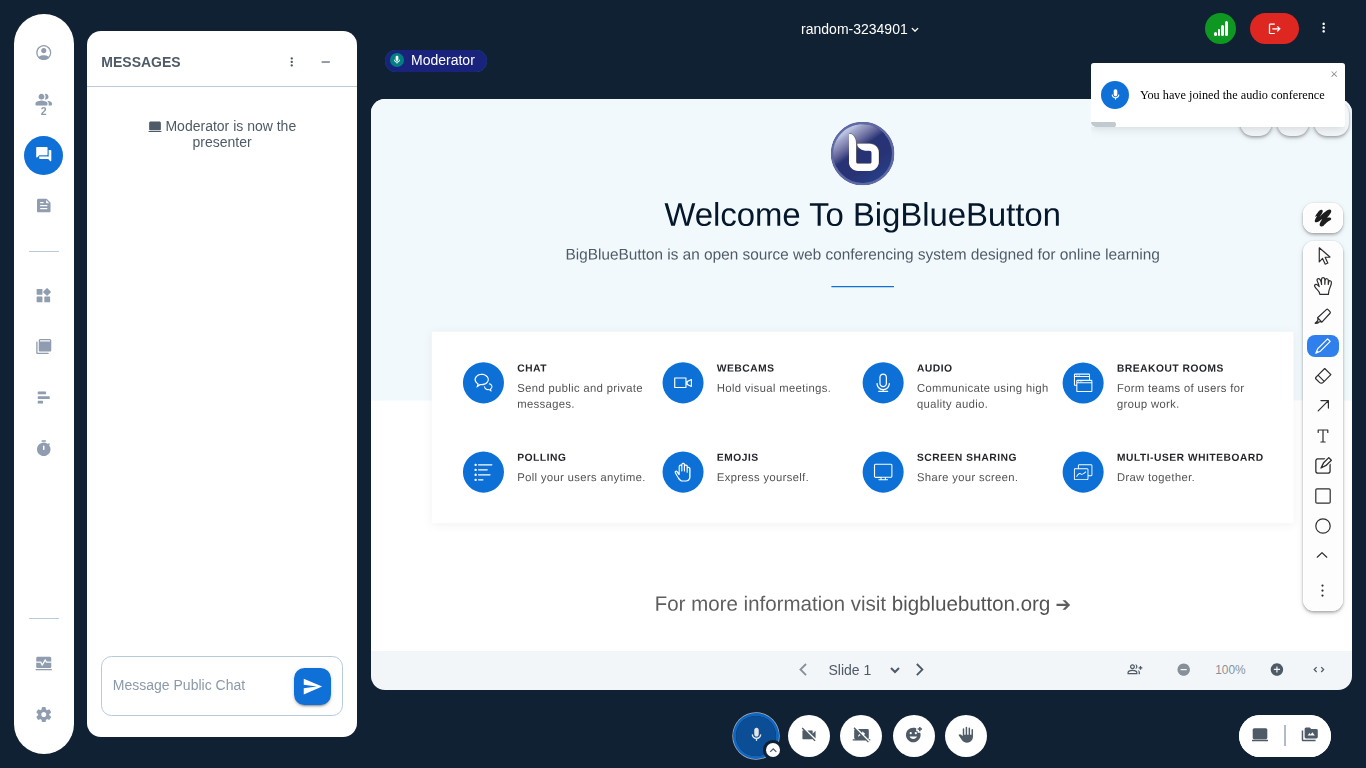 random-3234901
MESSAGES
Moderator
2
You have joined the audio conference
Moderator is now the
presenter
Welcome To BigBlueButton
BigBlueButton is an open source web conferencing system designed for online learning
CHAT
Send public and private
messages.
WEBCAMS
Hold visual meetings.
AUDIO
Communicate using high
quality audio.
BREAKOUT ROOMS
Form teams of users for
group work.
POLLING
Poll your users anytime.
EMOJIS
Express yourself.
SCREEN SHARING
Share your screen.
MULTI-USER WHITEBOARD
Draw together.
For more information visit bigbluebutton.org ➔
Message Public Chat
Slide 1
100%